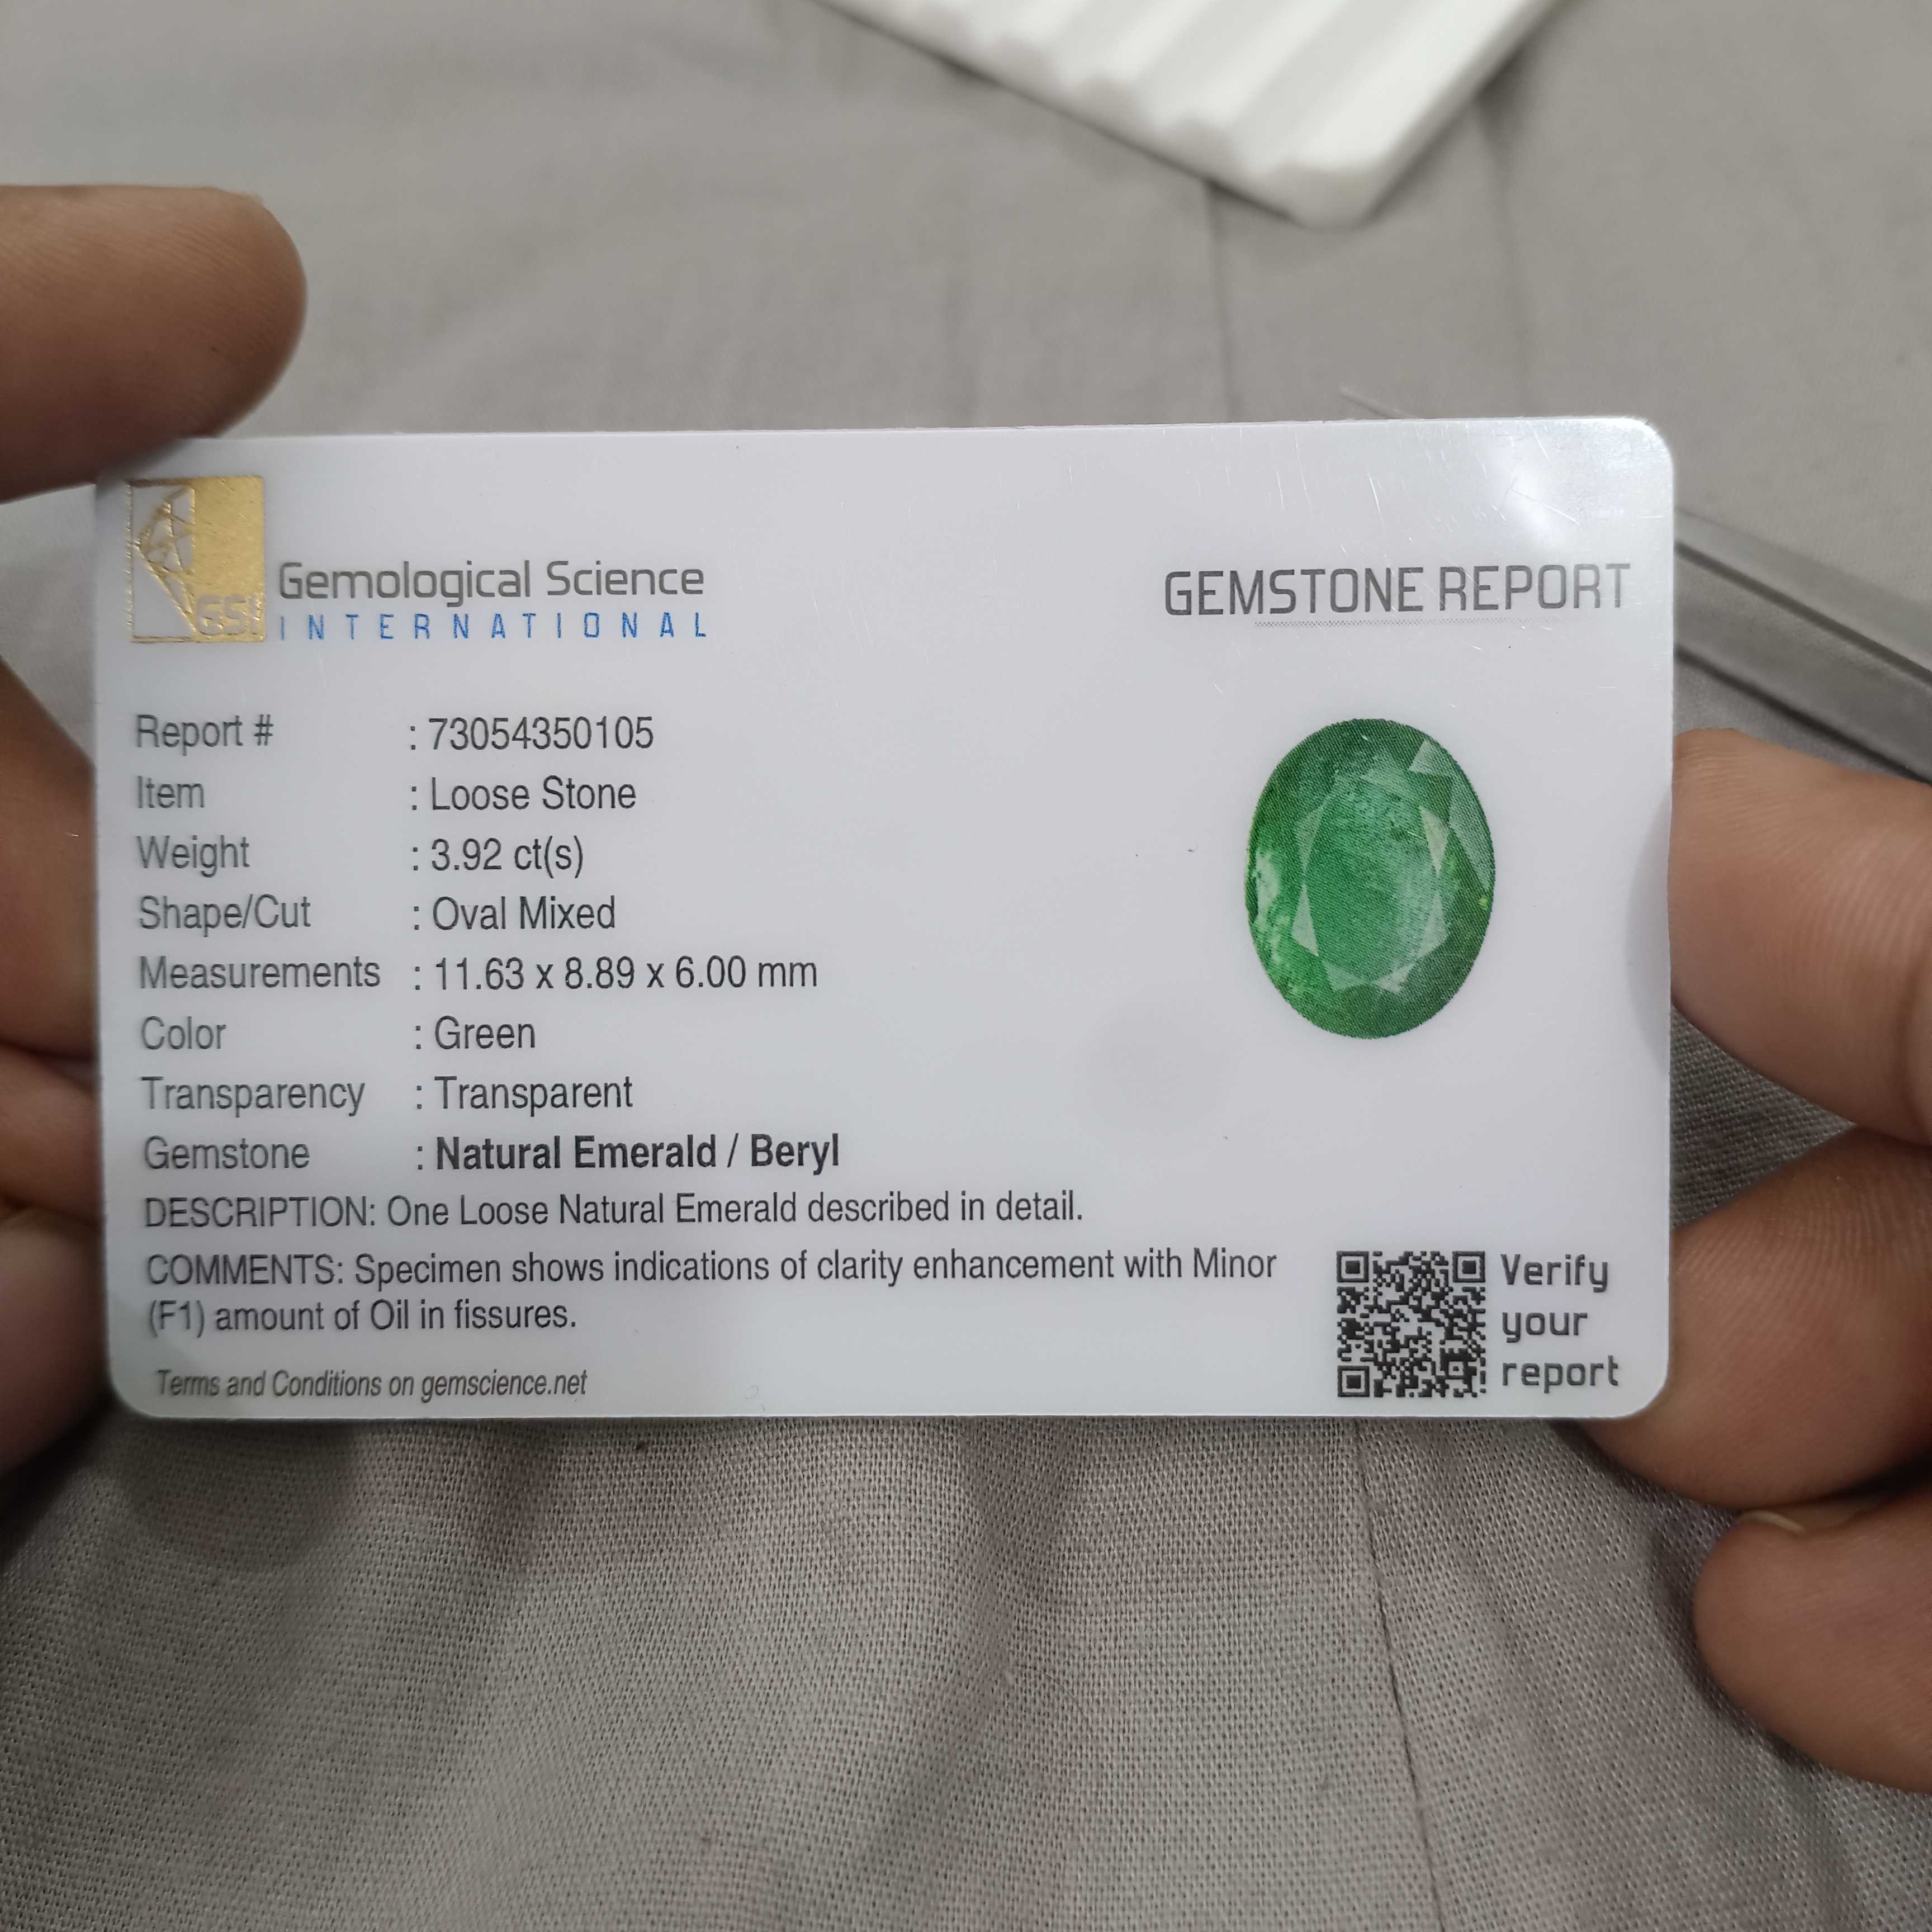 GSI
Gemological Science
INTERNATIONAL
GEMSTONE REPORT
Report # : 73054350105
Item : Loose Stone
Weight : 3.92 ct(s)
Shape/Cut : Oval Mixed
Measurements : 11.63 x 8.89 x 6.00 mm
Color : Green
Transparency : Transparent
Gemstone : Natural Emerald / Beryl
DESCRIPTION: One Loose Natural Emerald described in detail.
COMMENTS: Specimen shows indications of clarity enhancement with Minor
(F1) amount of Oil in fissures.
Terms and Conditions on gemscience.net
Verify
your
report